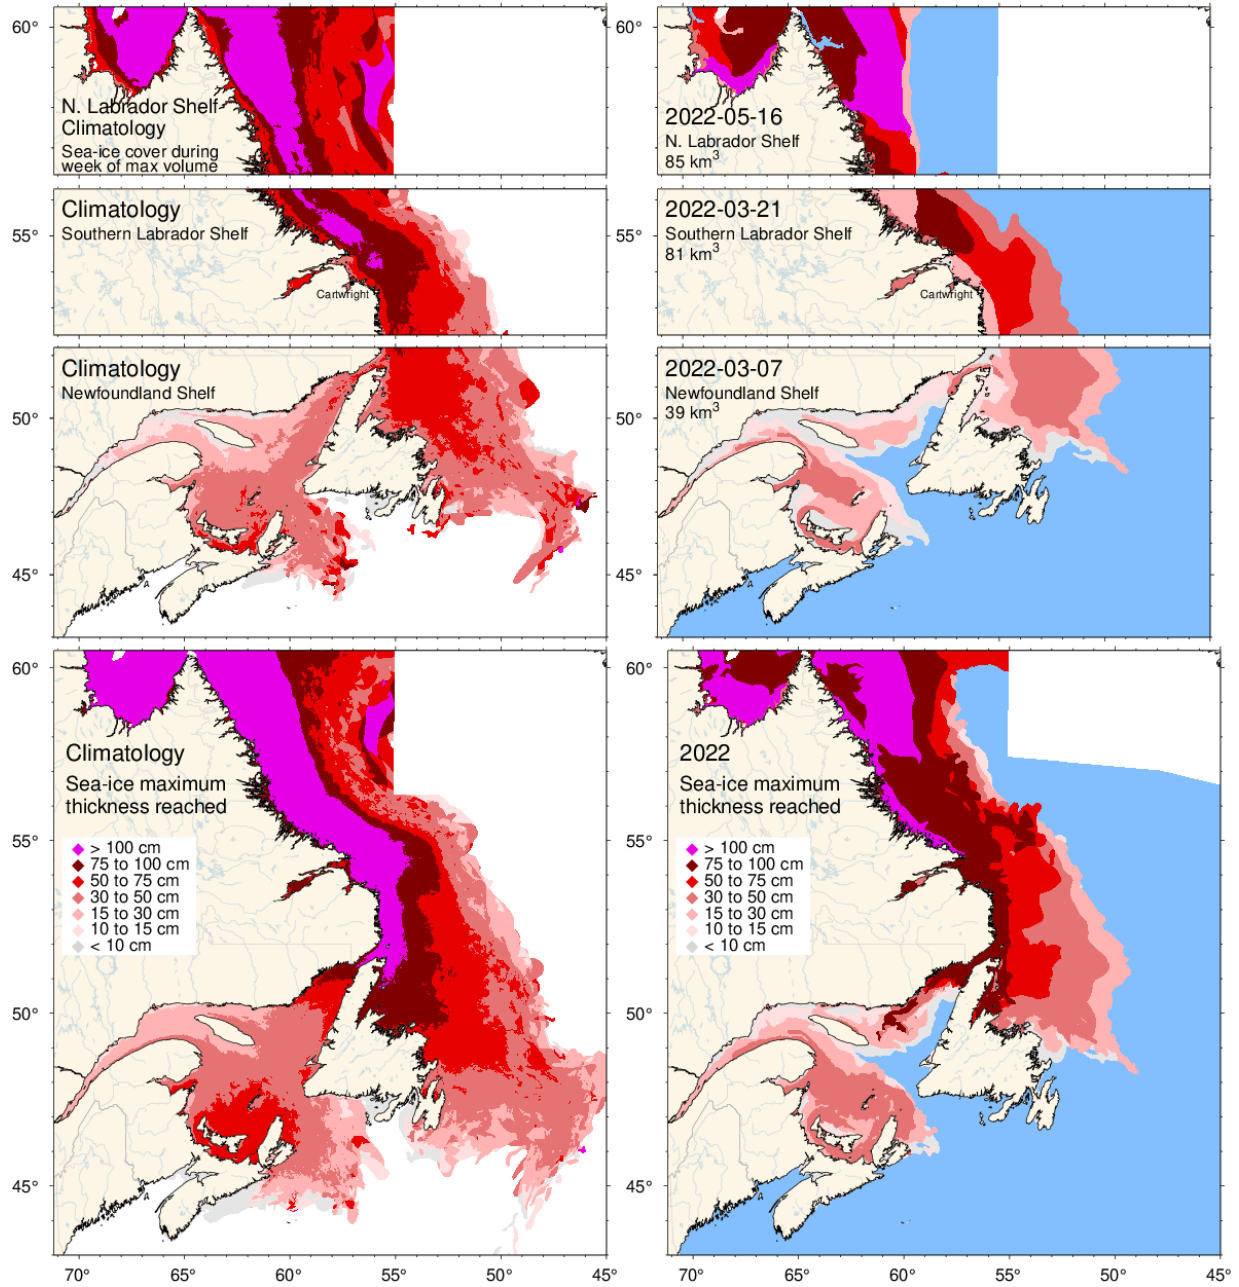 60°
N. Labrador Shelf
Climatology
Sea-ice cover during
week of max volume
2022-05-16
N. Labrador Shelf
85 km³
55°
Climatology
Southern Labrador Shelf
Cartwright
2022-03-21
Southern Labrador Shelf
81 km³
Cartwright
50°
45°
Climatology
Newfoundland Shelf
2022-03-07
Newfoundland Shelf
39 km³
65°
60°
55°
50°
45°
65°
60°
55°
50°
45°
60°
55°
50°
45°
Climatology
Sea-ice maximum
thickness reached
> 100 cm
75 to 100 cm
50 to 75 cm
30 to 50 cm
15 to 30 cm
10 to 15 cm
< 10 cm
70°
65°
60°
55°
50°
45°
60°
55°
50°
45°
2022
Sea-ice maximum
thickness reached
> 100 cm
75 to 100 cm
50 to 75 cm
30 to 50 cm
15 to 30 cm
10 to 15 cm
< 10 cm
70°
65°
60°
55°
50°
45°